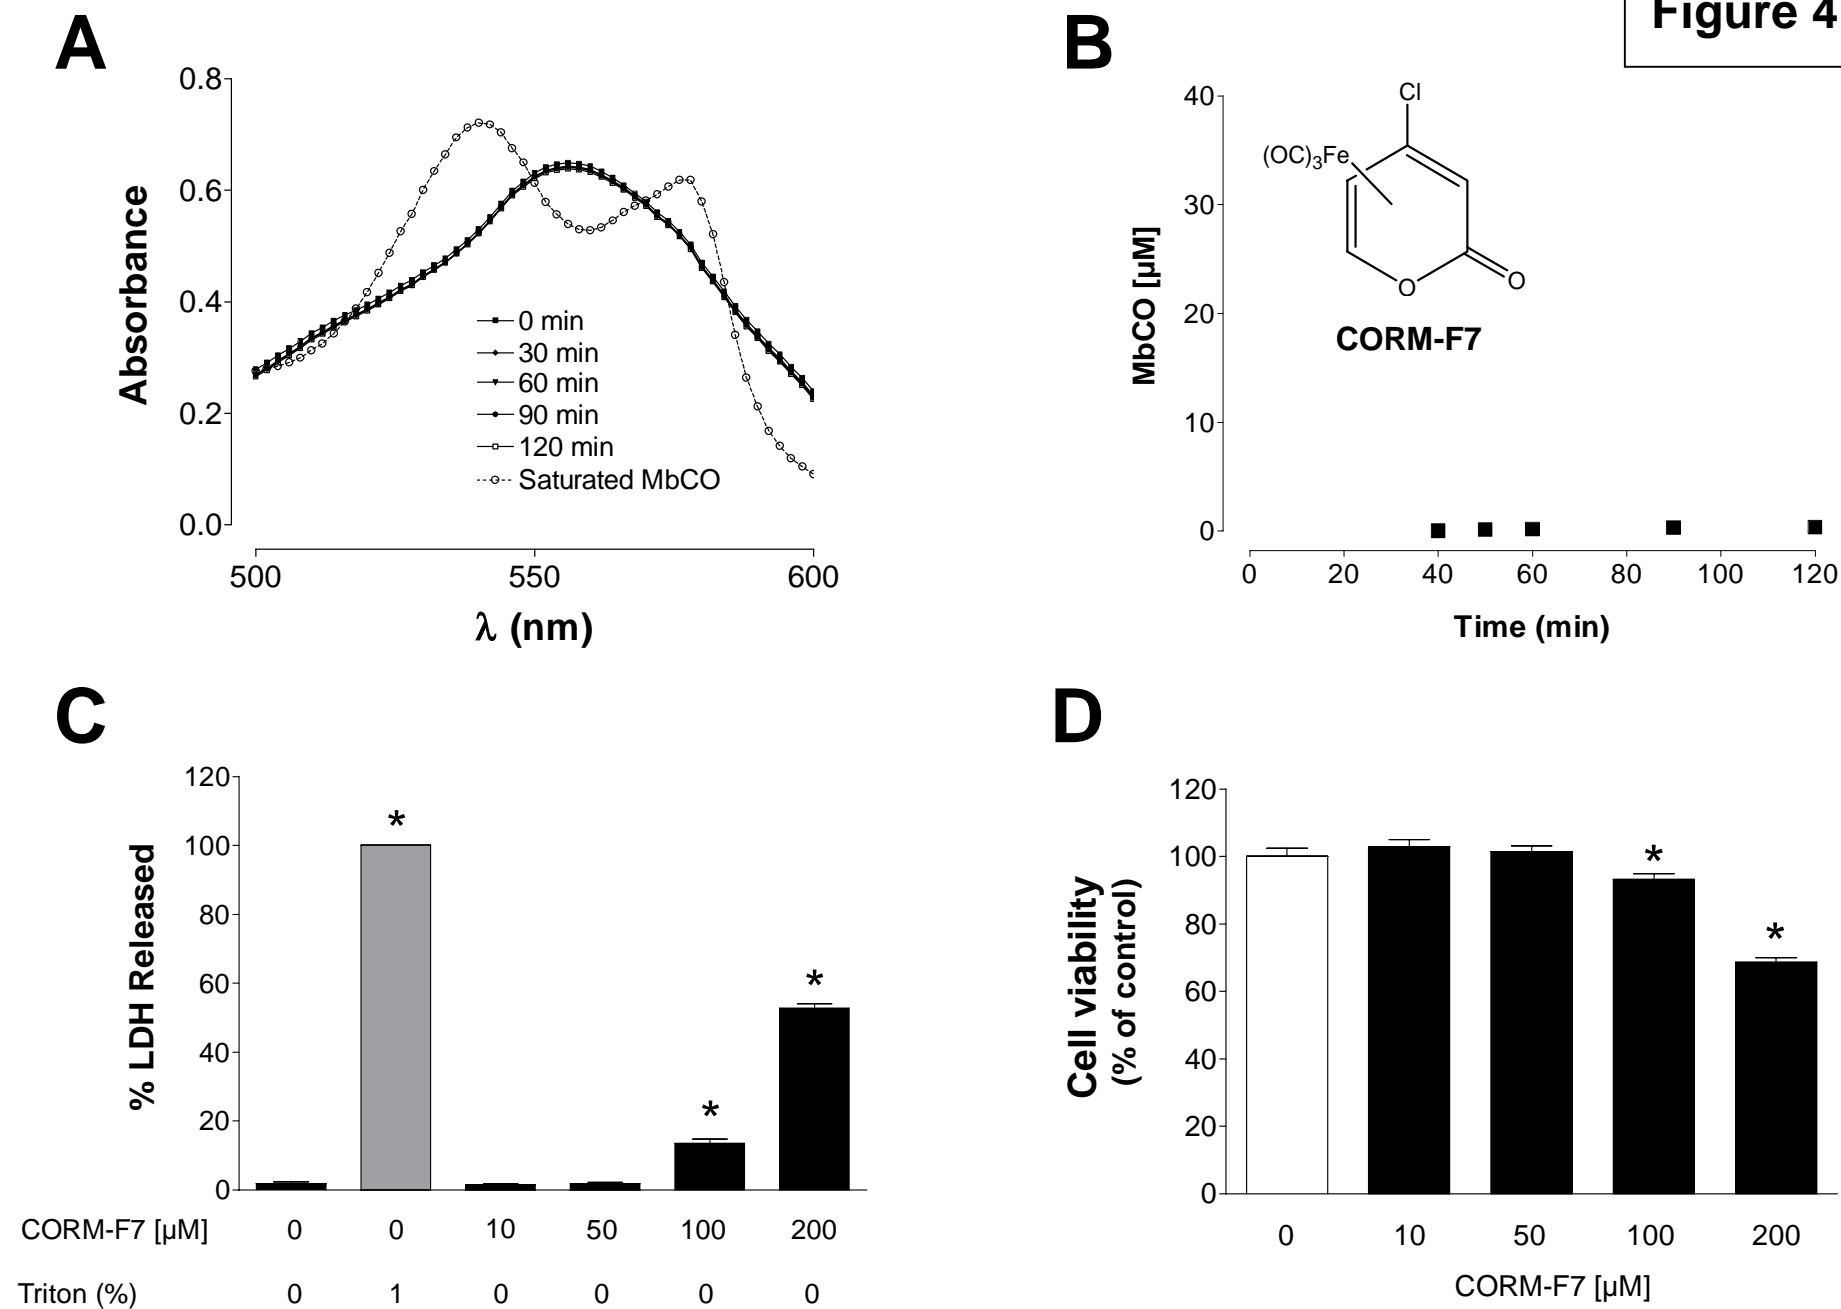 Figure 4
A
0.8
0.6
0.4
0.2
0.0
Absorbance
0 min
30 min
60 min
90 min
120 min
Saturated MbCO
500 550 600
λ (nm)
B
40
30
20
10
0
MbCO [µM]
Cl
(OC)3Fe
O
O
CORM-F7
0 20 40 60 80 100 120
Time (min)
C
120
100
80
60
40
20
0
% LDH Released
* * *
CORM-F7 [µM] 0 0 10 50 100 200
Triton (%) 0 1 0 0 0 0
D
120
100
80
60
40
20
0
Cell viability
(% of control)
* *
0 10 50 100 200
CORM-F7 [µM]